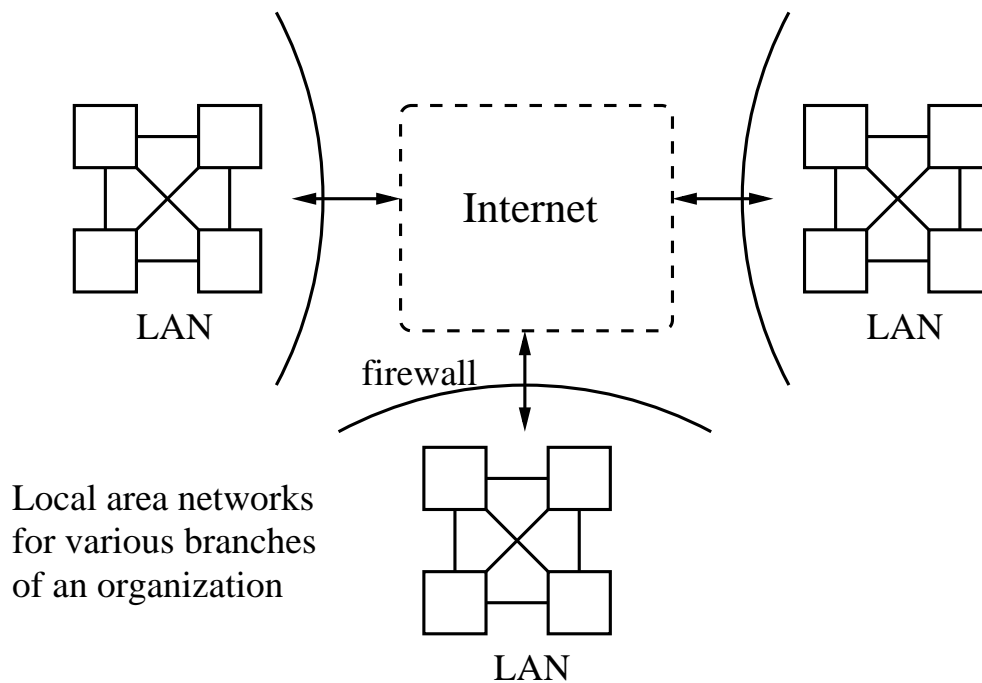 Internet
LAN
LAN
firewall
Local area networks
for various branches
of an organization
LAN